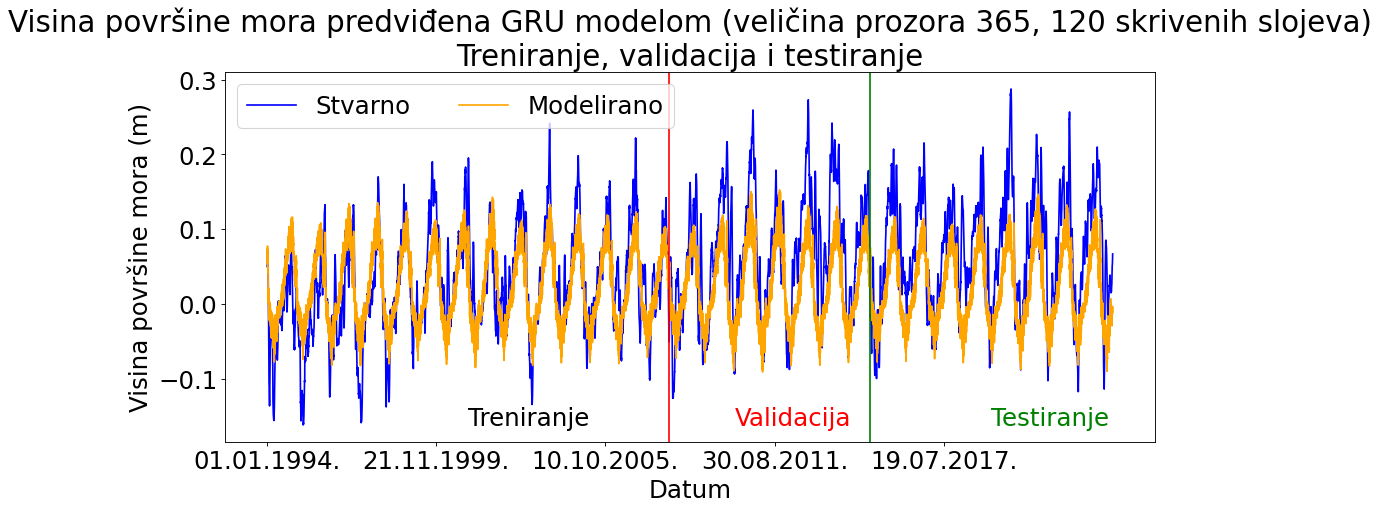 Visina površine mora predviđena GRU modelom (veličina prozora 365, 120 skrivenih slojeva)
Treniranje, validacija i testiranje
Stvarno
Modelirano
Visina površine mora (m)
0.3
0.2
0.1
0.0
−0.1
Treniranje
Validacija
Testiranje
01.01.1994.
21.11.1999.
10.10.2005.
30.08.2011.
19.07.2017.
Datum